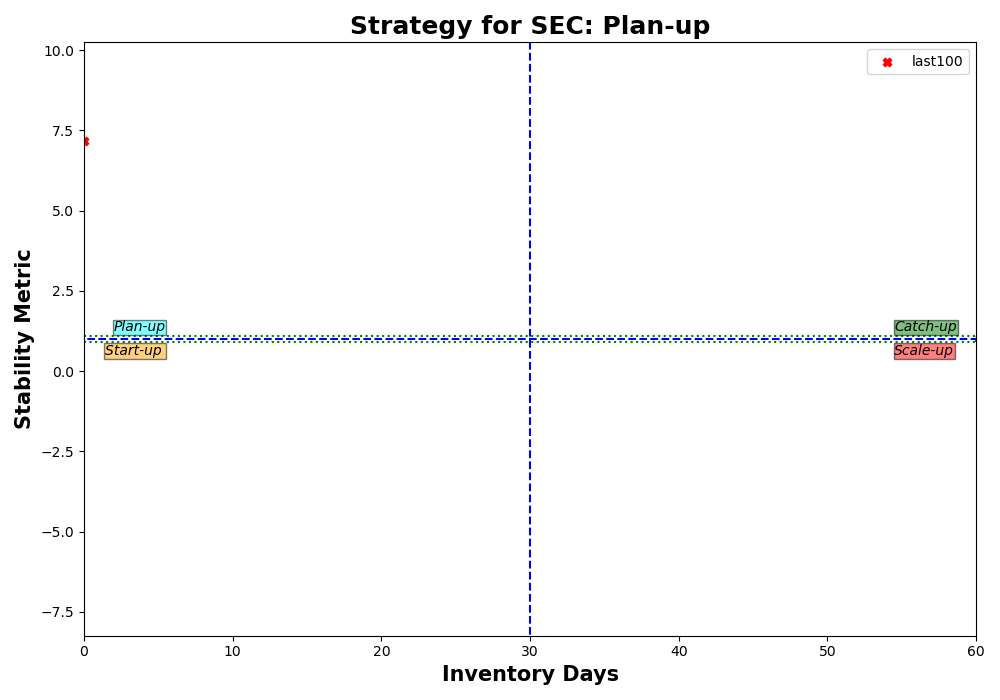 Strategy for SEC: Plan-up
last100
10.0
7.5
5.0
2.5
0.0
−2.5
−5.0
−7.5
Stability Metric
Plan-up
Catch-up
Start-up
Scale-up
0
10
20
30
40
50
60
Inventory Days